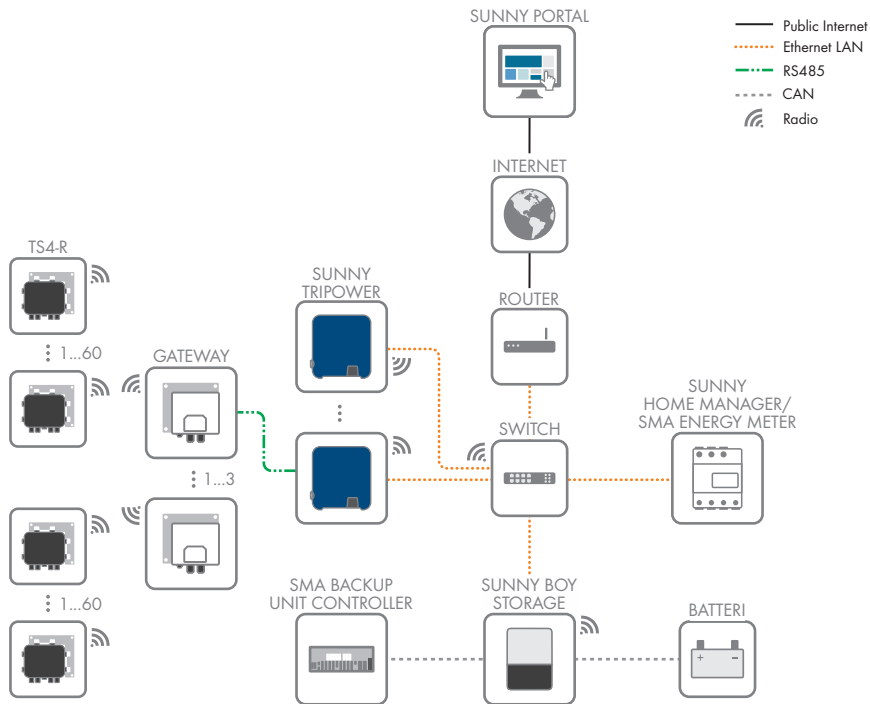 SUNNY PORTAL
Public Internet
Ethernet LAN
RS485
CAN
Radio
INTERNET
TS4-R
SUNNY
TRIPOWER
ROUTER
1...60
GATEWAY
SUNNY
HOME MANAGER/
SMA ENERGY METER
SWITCH
1...3
SMA BACKUP
UNIT CONTROLLER
SUNNY BOY
STORAGE
BATTERI
1...60
+ −